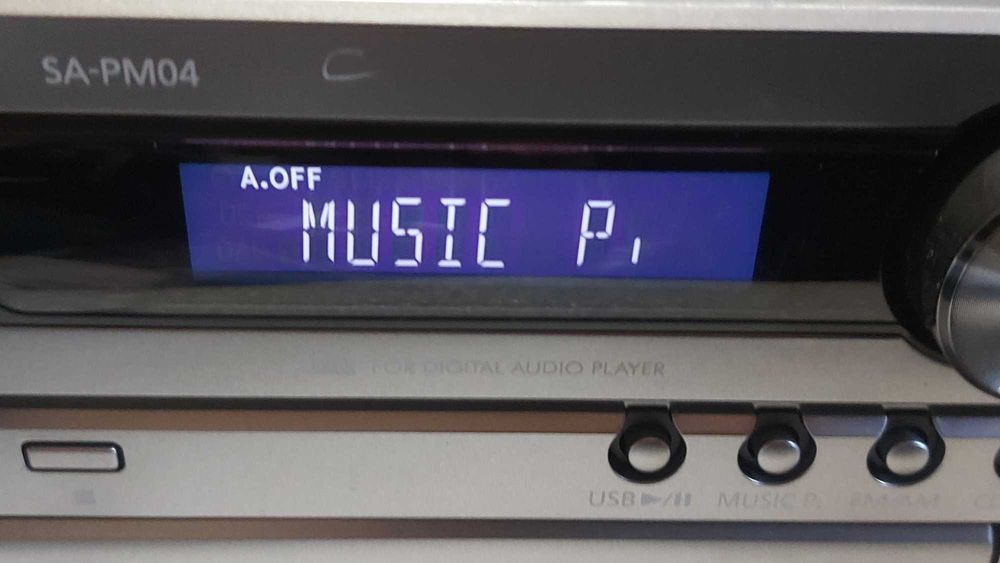 SA-PM04
A.OFF
MUSIC P.
FOR DIGITAL AUDIO PLAYER
USB ►/II MUSIC P. FM/AM